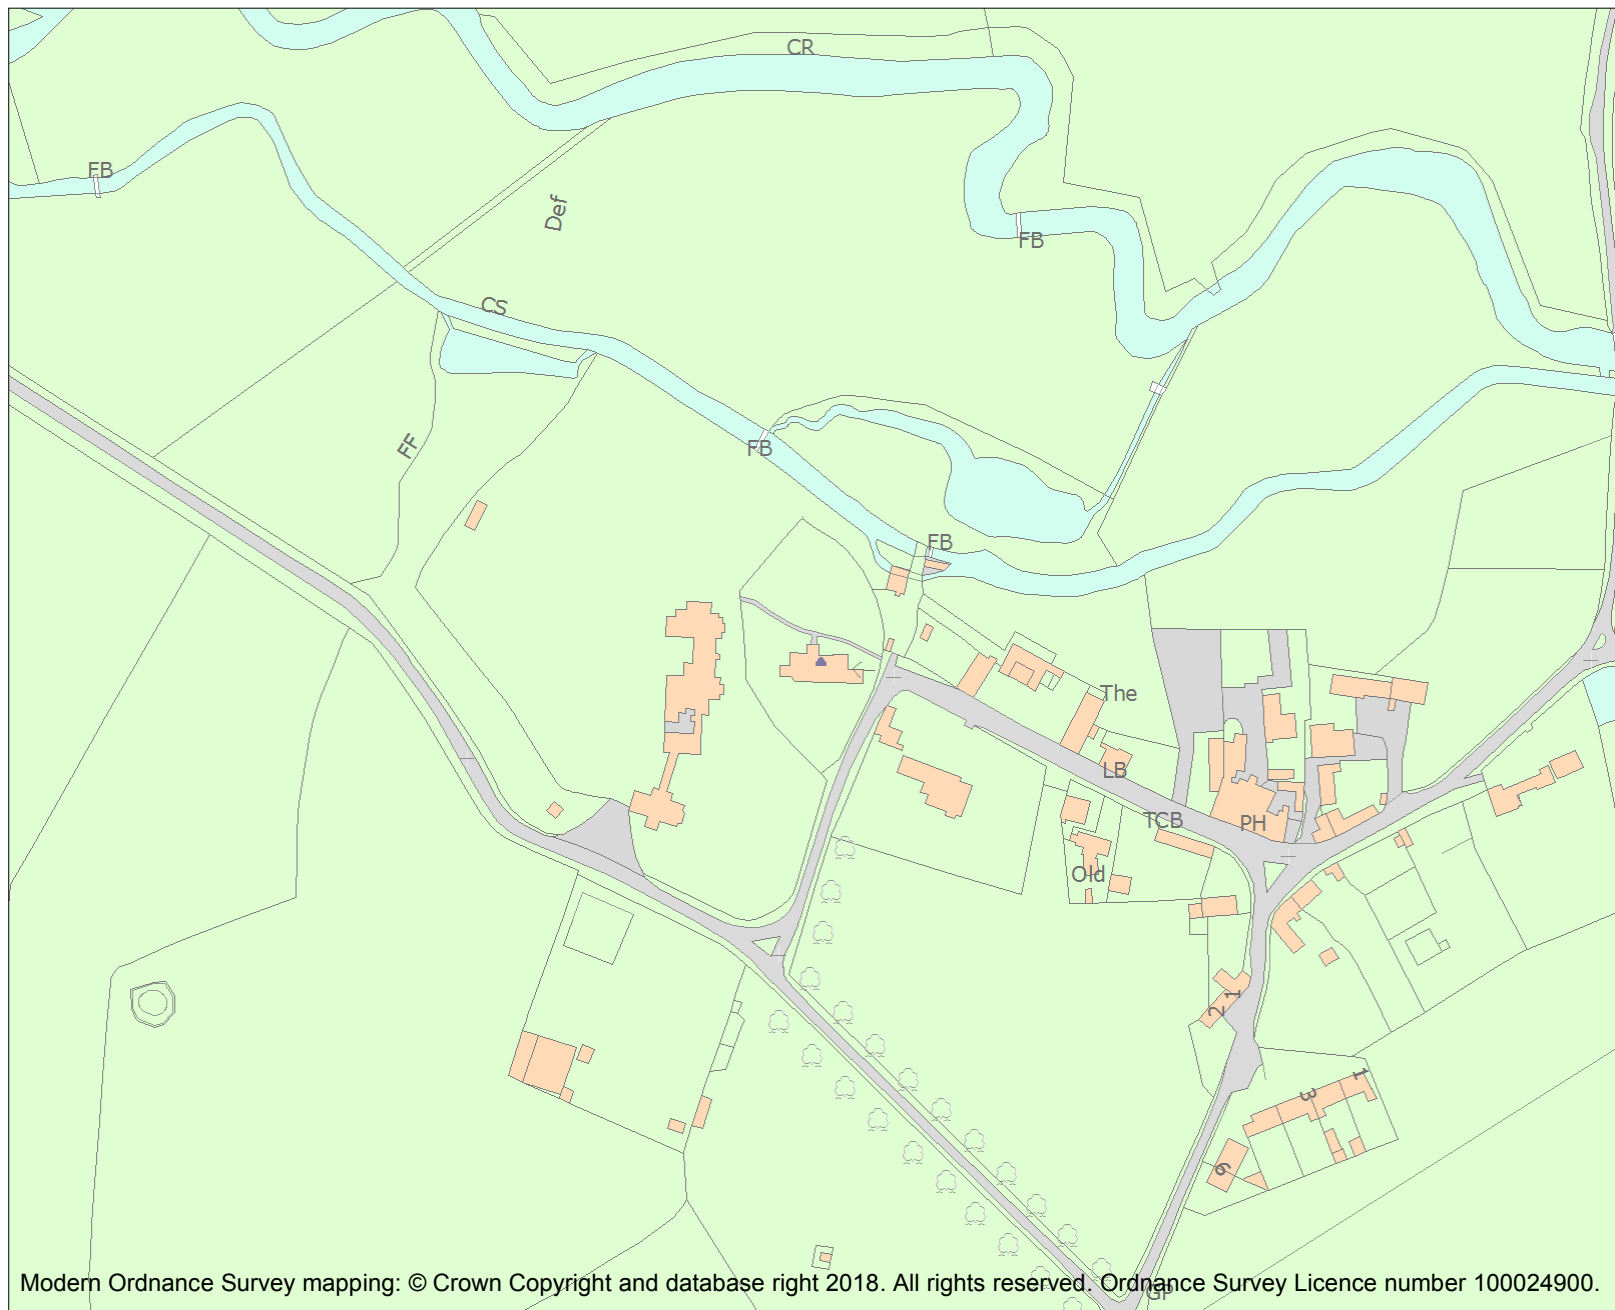 CR
FB
Def
FB
CS
FF
FB
FB
The
LB
TCB
PH
Old
1
2
1
3
6
GP
Modern Ordnance Survey mapping: © Crown Copyright and database right 2018. All rights reserved. Ordnance Survey Licence number 100024900.